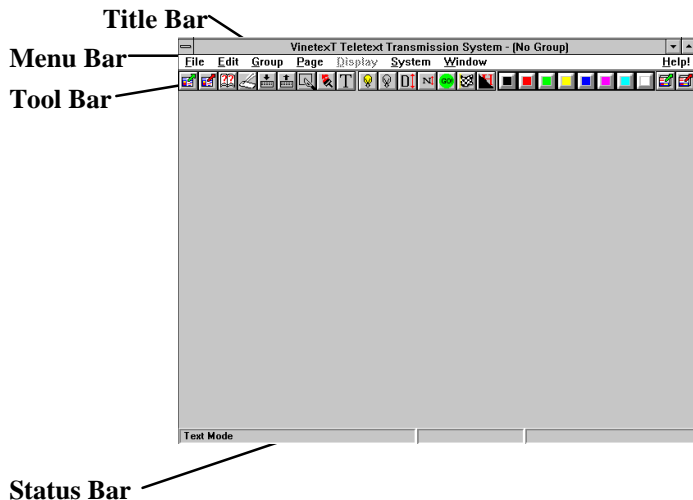 Title Bar
VinetexT Teletext Transmission System - (No Group)
Menu Bar
File Edit Group Page Display System Window Help!
Tool Bar
T D N GO
Text Mode
Status Bar